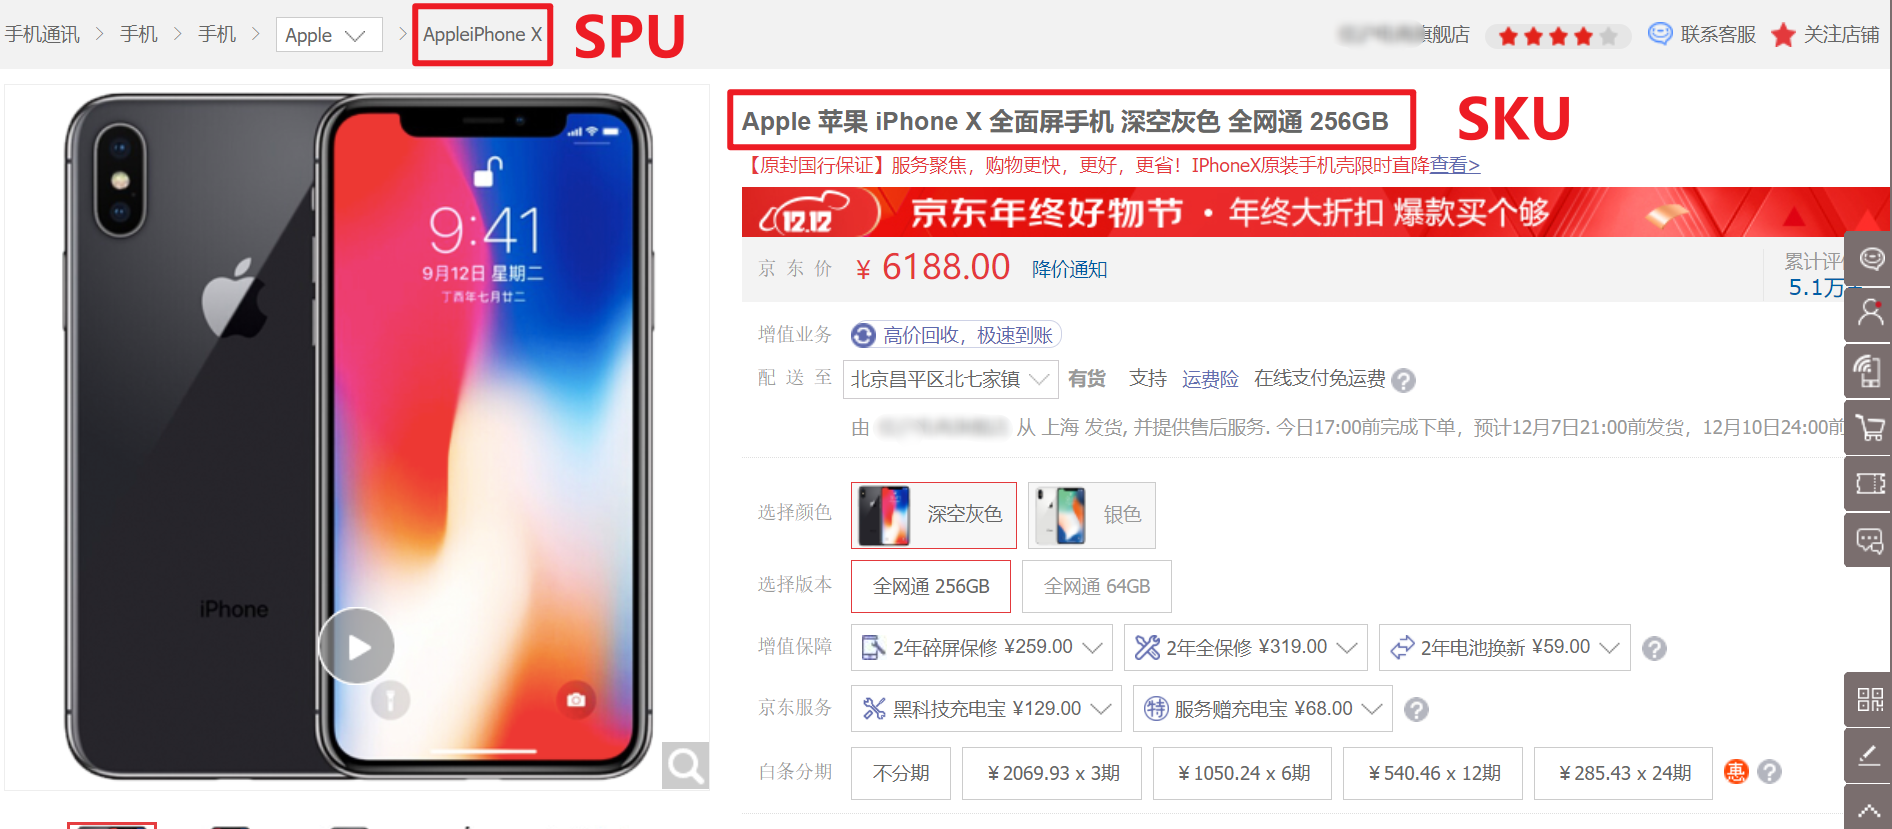 手机通讯 > 手机 > 手机 > Apple > AppleiPhone X SPU
旗舰店 联系客服 关注店铺
Apple 苹果 iPhone X 全面屏手机 深空灰色 全网通 256GB SKU
【原封国行保证】服务聚焦，购物更快，更好，更省！IPhoneX原装手机壳限时直降查看>
12.12 京东年终好物节 · 年终大折扣 爆款买个够
京东价 ¥ 6188.00 降价通知
累计评
5.1万
增值业务 高价回收，极速到账
配送至 北京昌平区北七家镇 有货 支持 运费险 在线支付免运费 ?
由 从 上海 发货, 并提供售后服务. 今日17:00前完成下单，预计12月7日21:00前发货，12月10日24:00前
选择颜色 深空灰色 银色
选择版本 全网通 256GB 全网通 64GB
增值保障 2年碎屏保修 ¥259.00 2年全保修 ¥319.00 2年电池换新 ¥59.00 ?
京东服务 黑科技充电宝 ¥129.00 特 服务赠充电宝 ¥68.00 ?
白条分期 不分期 ¥2069.93 x 3期 ¥1050.24 x 6期 ¥540.46 x 12期 ¥285.43 x 24期 惠 ?
9:41
9月12日 星期二
丁酉年七月廿二
iPhone